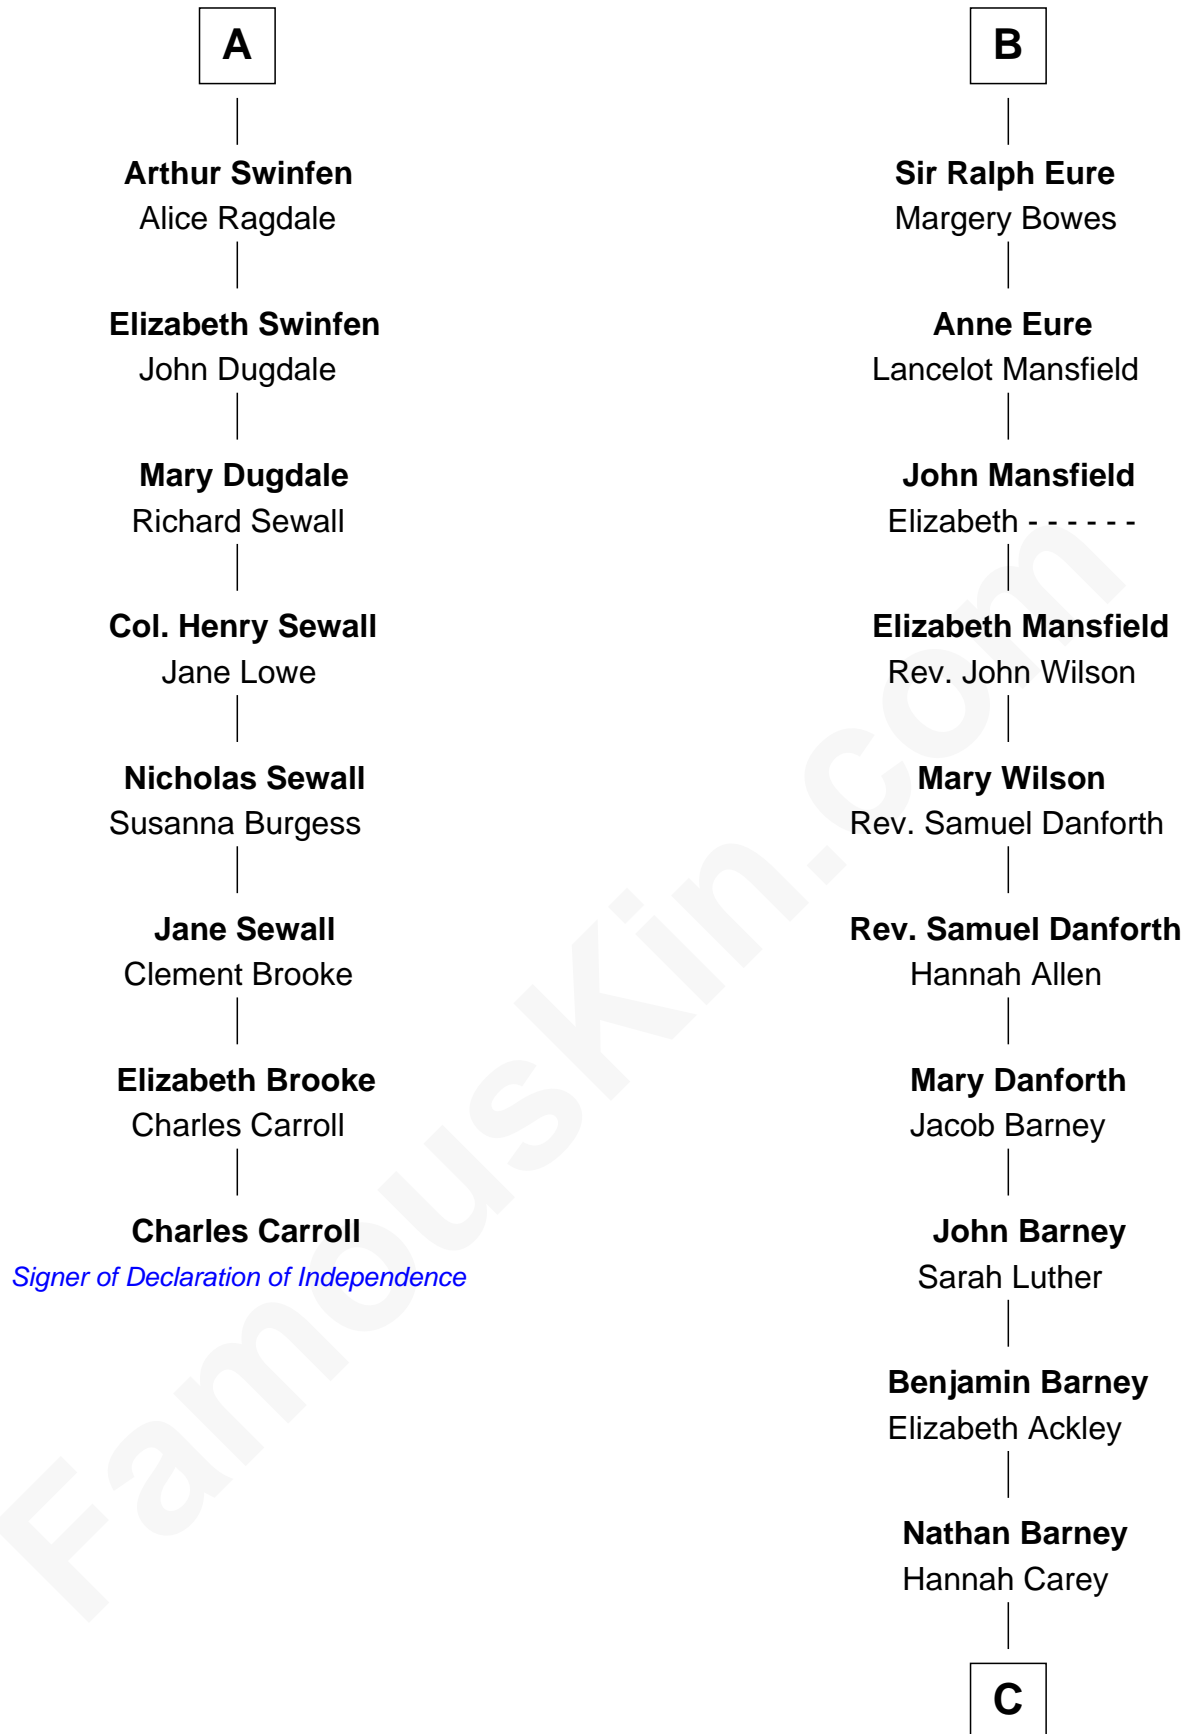 A
Arthur Swinfen
Alice Ragdale
Elizabeth Swinfen
John Dugdale
Mary Dugdale
Richard Sewall
Col. Henry Sewall
Jane Lowe
Nicholas Sewall
Susanna Burgess
Jane Sewall
Clement Brooke
Elizabeth Brooke
Charles Carroll
Charles Carroll
Signer of Declaration of Independence
B
Sir Ralph Eure
Margery Bowes
Anne Eure
Lancelot Mansfield
John Mansfield
Elizabeth - - - - - -
Elizabeth Mansfield
Rev. John Wilson
Mary Wilson
Rev. Samuel Danforth
Rev. Samuel Danforth
Hannah Allen
Mary Danforth
Jacob Barney
John Barney
Sarah Luther
Benjamin Barney
Elizabeth Ackley
Nathan Barney
Hannah Carey
C
FamousKin.com